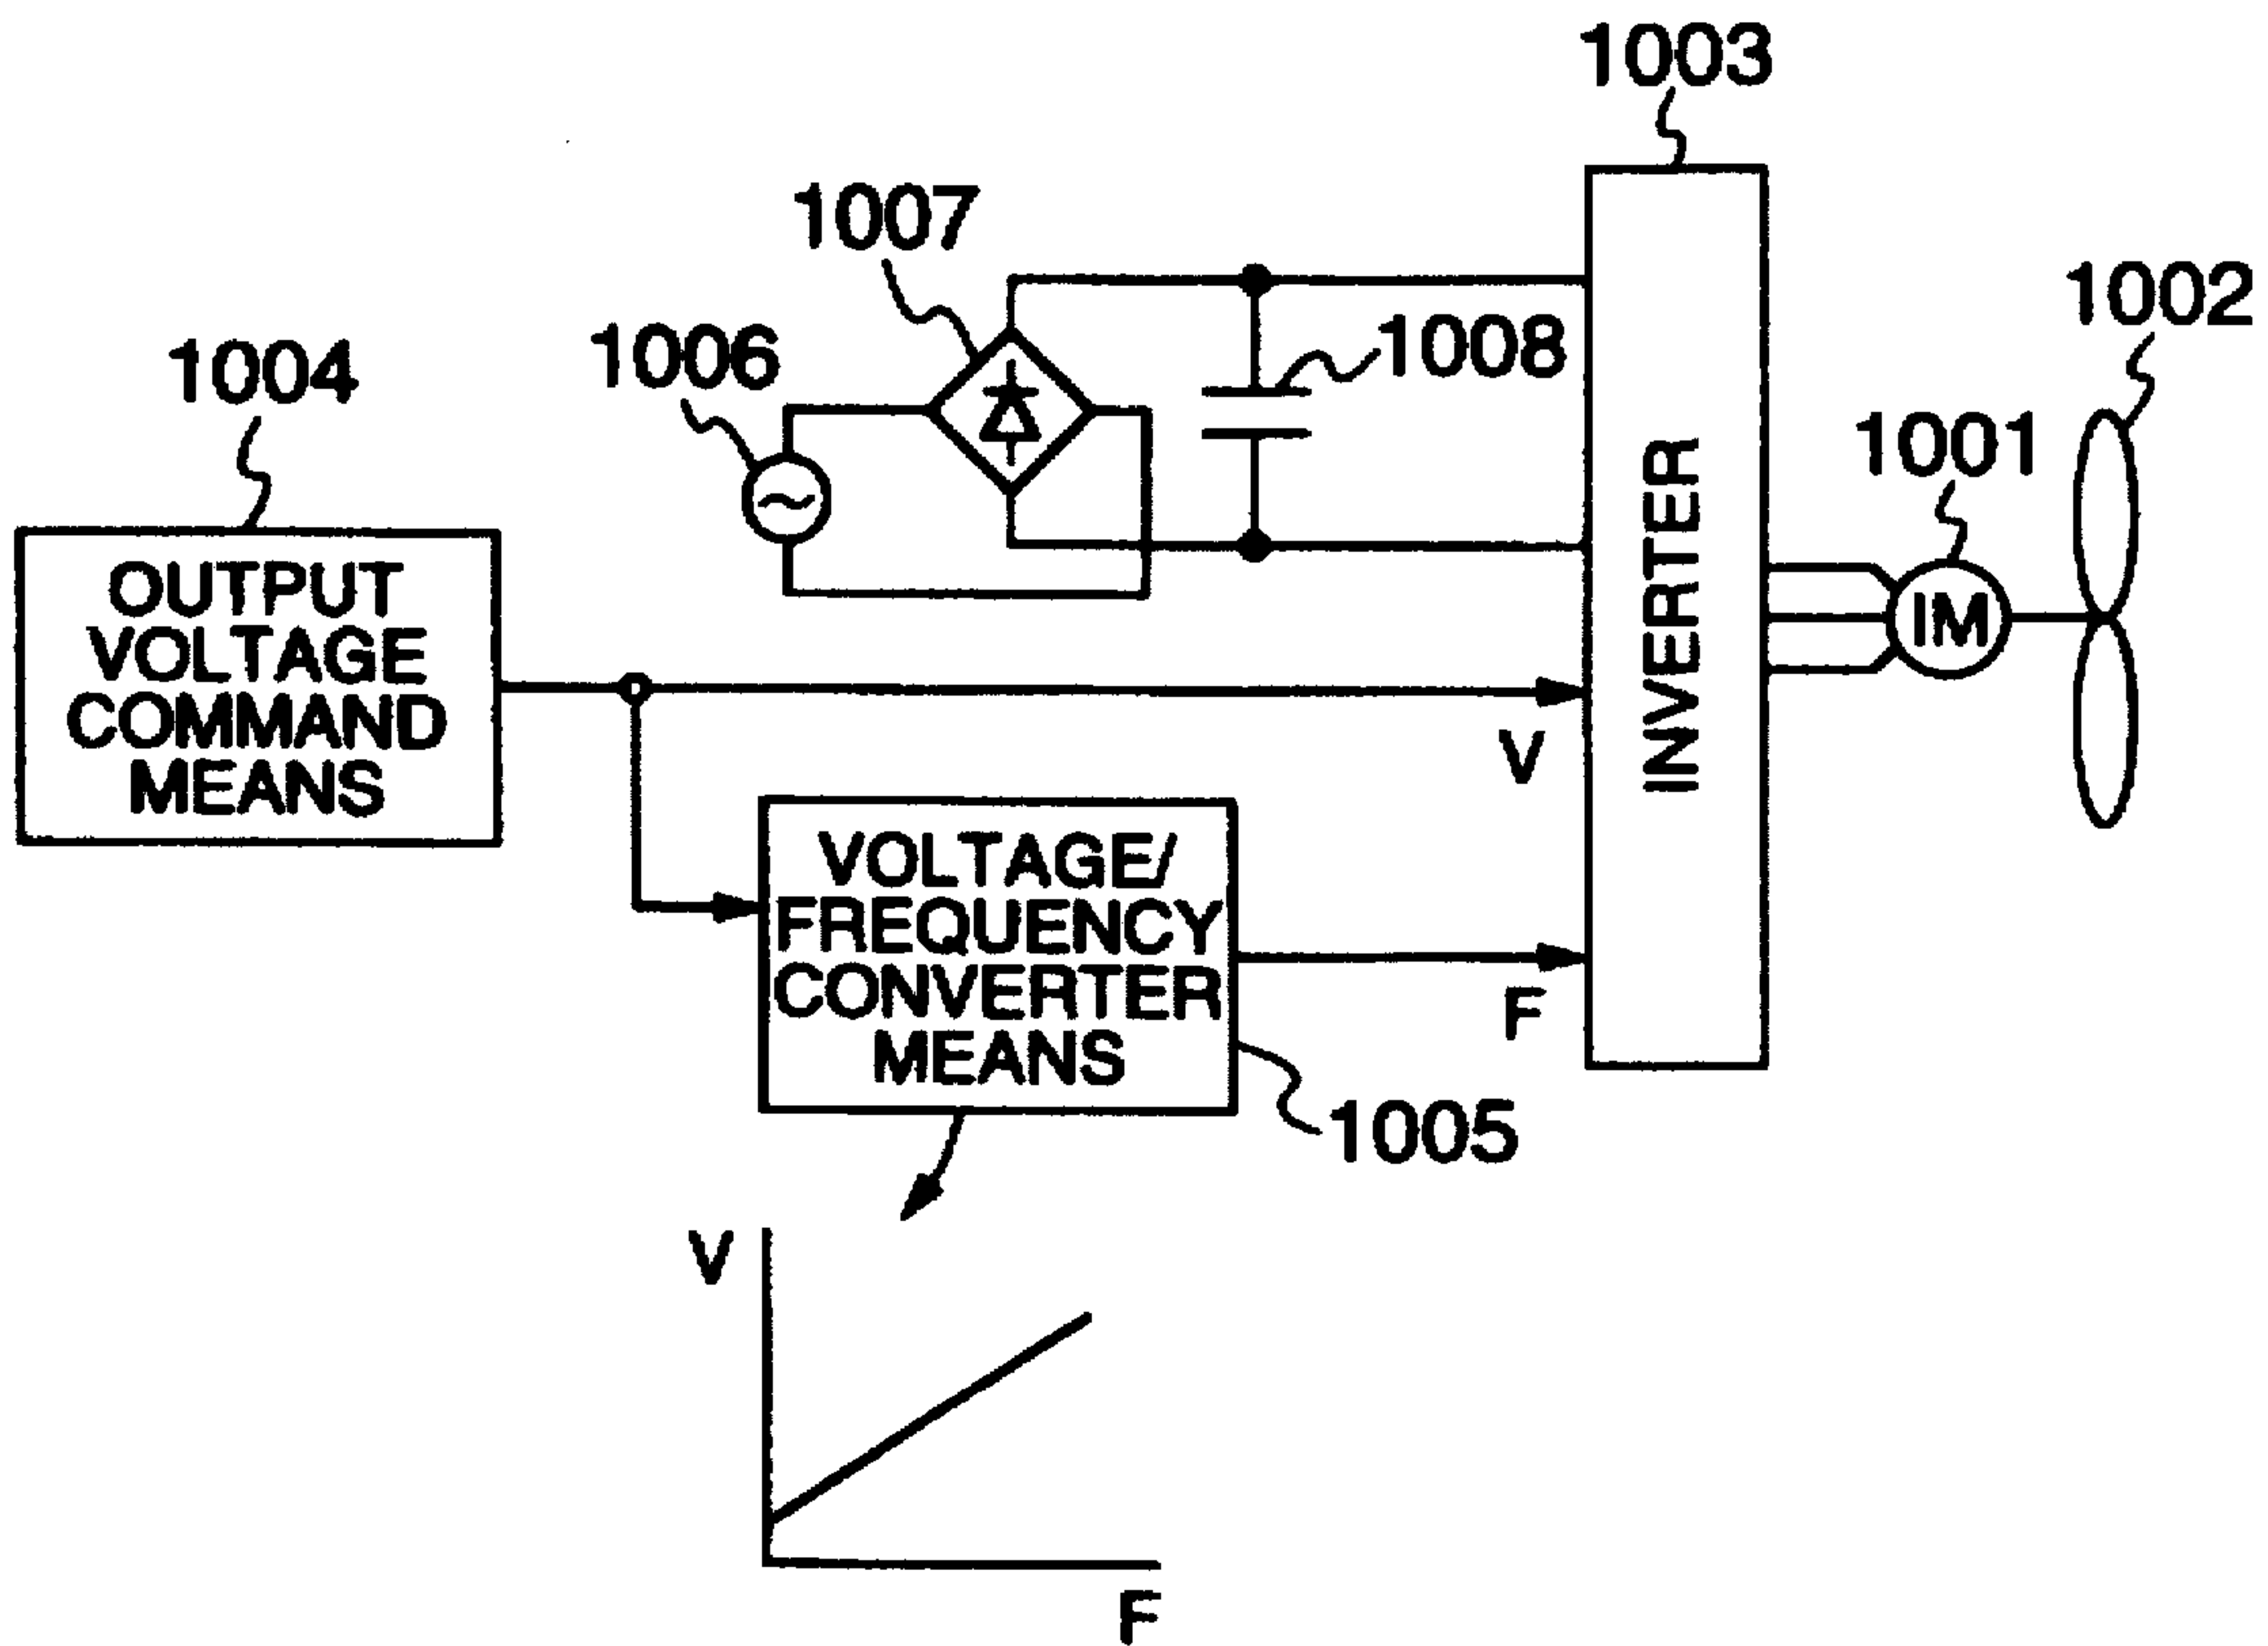 1003
1007
1002
1006
1008
1004
1001
OUTPUT
VOLTAGE
COMMAND
MEANS
INVERTER
IM
V
VOLTAGE/
FREQUENCY
CONVERTER
MEANS
F
1005
V
F